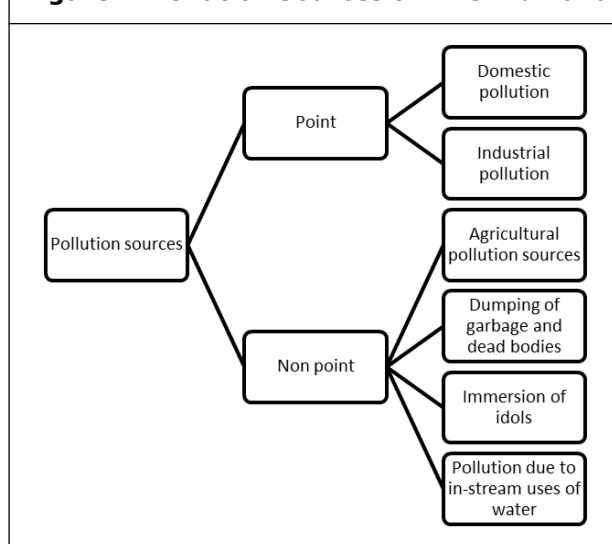 Pollution sources
Point
Non point
Domestic
pollution
Industrial
pollution
Agricultural
pollution sources
Dumping of
garbage and
dead bodies
Immersion of
idols
Pollution due to
in-stream uses of
water